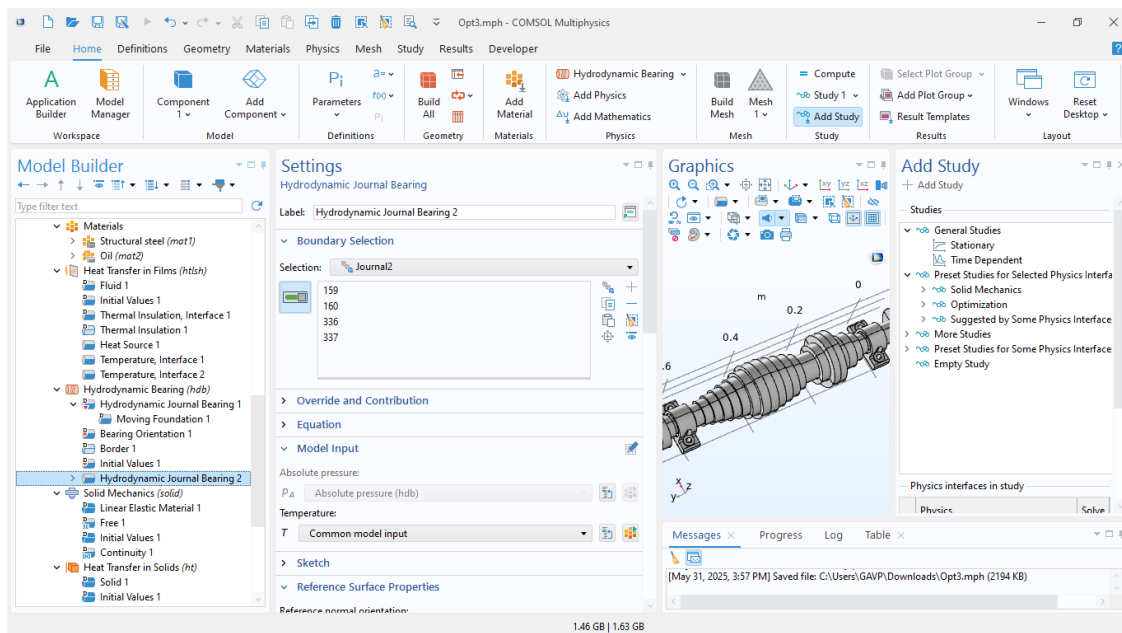 Opt3.mph - COMSOL Multiphysics
File Home Definitions Geometry Materials Physics Mesh Study Results Developer
Application Builder
Model Manager
Workspace
Component 1
Add Component
Model
Parameters
a=
f(x)
Pi
Definitions
Build All
Geometry
Add Material
Materials
Hydrodynamic Bearing
Add Physics
Add Mathematics
Physics
Build Mesh
Mesh 1
Mesh
Compute
Study 1
Add Study
Study
Select Plot Group
Add Plot Group
Result Templates
Results
Windows
Reset Desktop
Layout
Model Builder
Type filter text
Materials
Structural steel (mat1)
Oil (mat2)
Heat Transfer in Films (htlsh)
Fluid 1
Initial Values 1
Thermal Insulation, Interface 1
Thermal Insulation 1
Heat Source 1
Temperature, Interface 1
Temperature, Interface 2
Hydrodynamic Bearing (hdb)
Hydrodynamic Journal Bearing 1
Moving Foundation 1
Bearing Orientation 1
Border 1
Initial Values 1
Hydrodynamic Journal Bearing 2
Solid Mechanics (solid)
Linear Elastic Material 1
Free 1
Initial Values 1
Continuity 1
Heat Transfer in Solids (ht)
Solid 1
Initial Values 1
Settings
Hydrodynamic Journal Bearing
Label: Hydrodynamic Journal Bearing 2
Boundary Selection
Selection: Journal2
159
160
336
337
Override and Contribution
Equation
Model Input
Absolute pressure:
pA Absolute pressure (hdb)
Temperature:
T Common model input
Sketch
Reference Surface Properties
Reference normal orientation:
Graphics
xy yz xz
m
0
0.2
0.4
.6
x
z
y
Messages Progress Log Table
[May 31, 2025, 3:57 PM] Saved file: C:\Users\GAVP\Downloads\Opt3.mph (2194 KB)
Add Study
+ Add Study
Studies
General Studies
Stationary
Time Dependent
Preset Studies for Selected Physics Interfa
Solid Mechanics
Optimization
Suggested by Some Physics Interface
More Studies
Preset Studies for Some Physics Interface
Empty Study
Physics interfaces in study
Physics Solve
1.46 GB | 1.63 GB